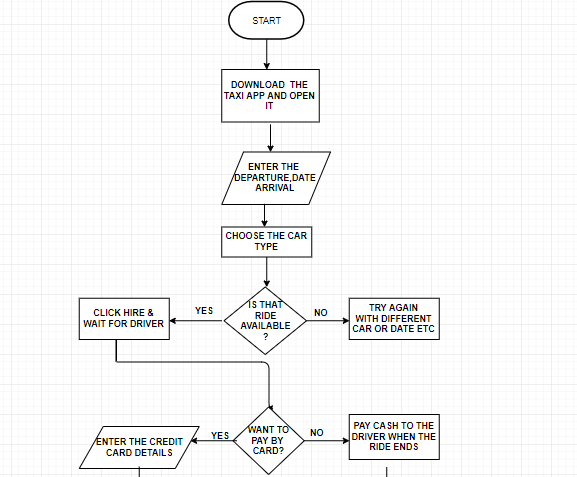 START
DOWNLOAD THE
TAXI APP AND OPEN
IT
ENTER THE
DEPARTURE,DATE
ARRIVAL
CHOOSE THE CAR
TYPE
IS THAT
RIDE
AVAILABLE
?
YES
NO
CLICK HIRE &
WAIT FOR DRIVER
TRY AGAIN
WITH DIFFERENT
CAR OR DATE ETC
WANT TO
PAY BY
CARD?
YES
NO
ENTER THE CREDIT
CARD DETAILS
PAY CASH TO THE
DRIVER WHEN THE
RIDE ENDS